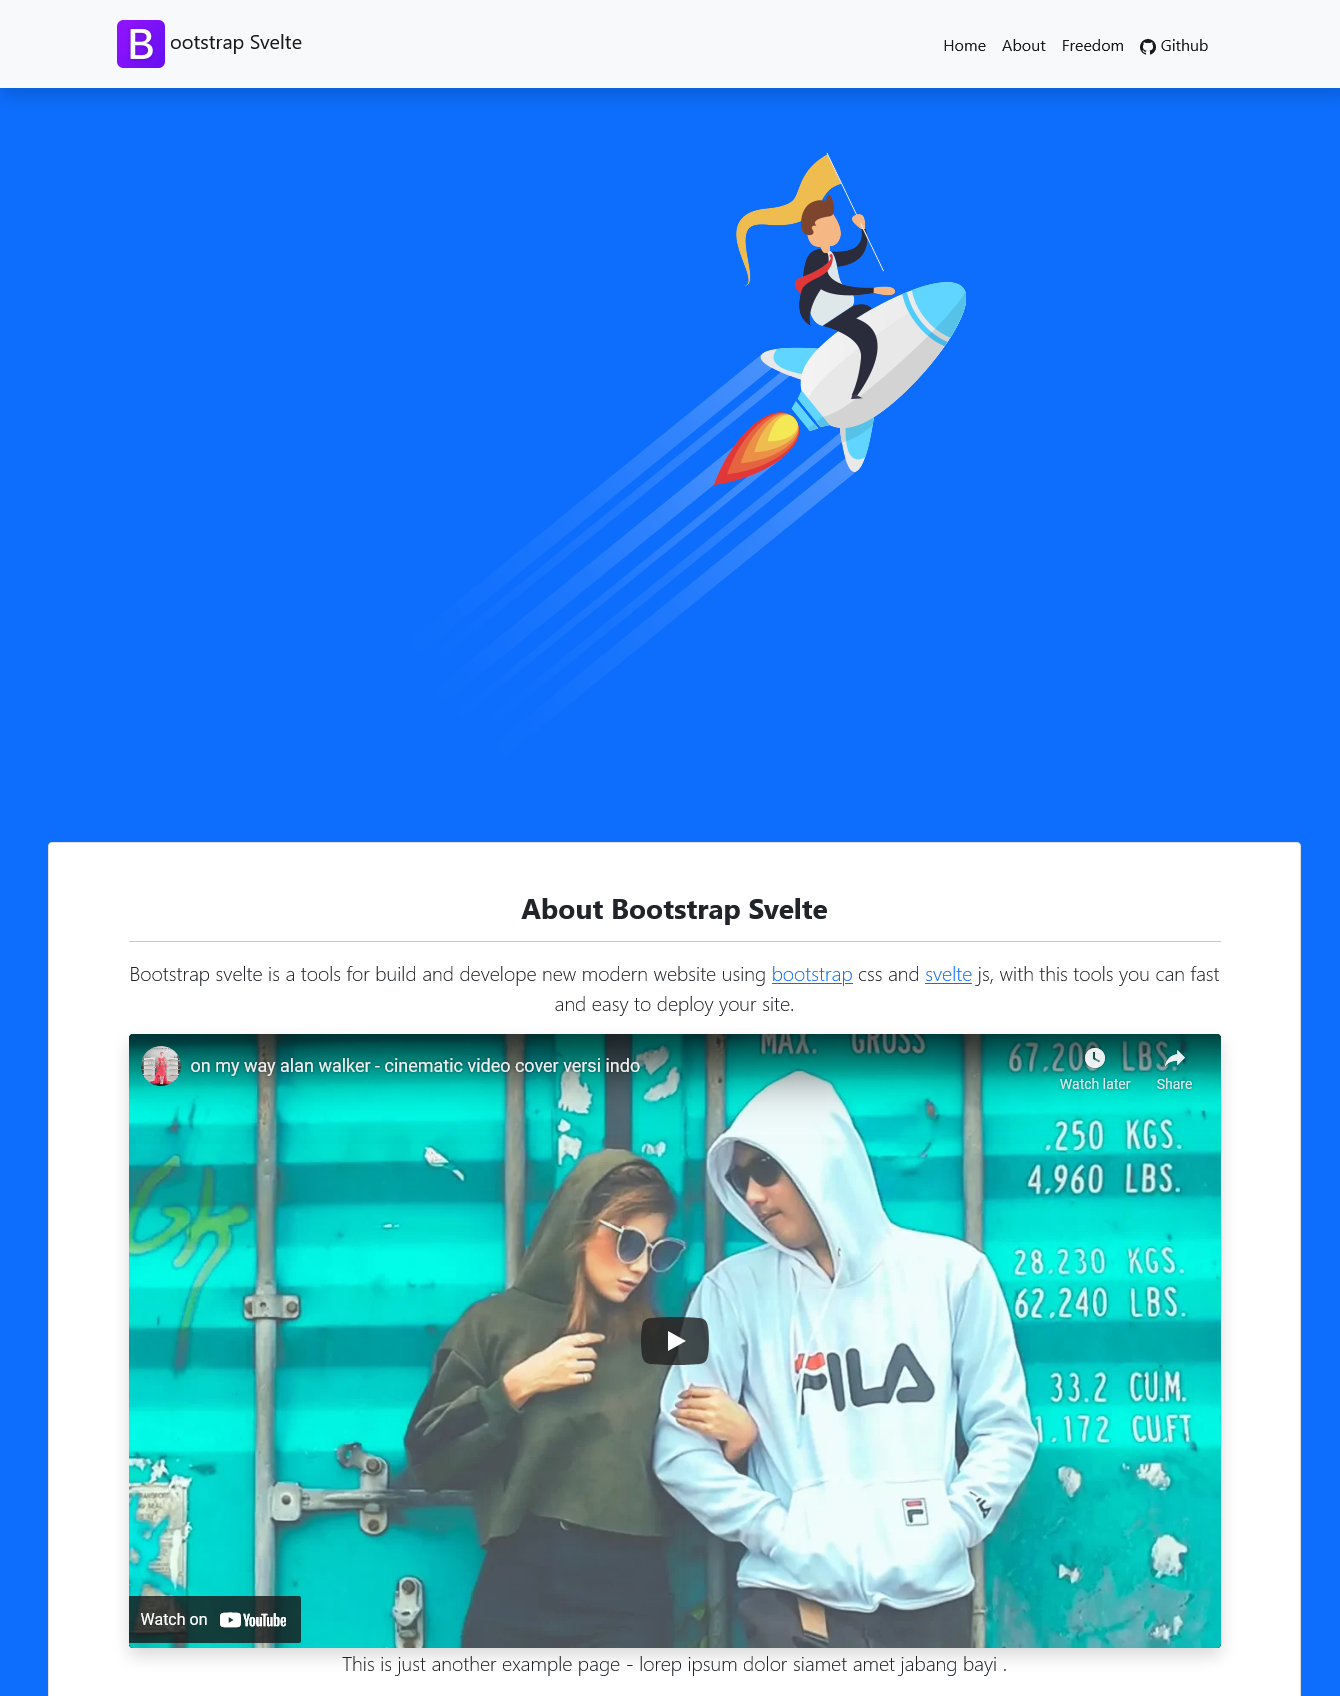 Bootstrap Svelte
Home About Freedom Github
About Bootstrap Svelte
Bootstrap svelte is a tools for build and develope new modern website using bootstrap css and svelte js, with this tools you can fast
and easy to deploy your site.
on my way alan walker - cinematic video cover versi indo
Watch later Share
MAX. GROSS
67,200 LBS.
.250 KGS.
4,960 LBS.
28.230 KGS.
62,240 LBS.
33.2 CU.M.
1.172 CU.FT
FILA
Watch on YouTube
This is just another example page - lorep ipsum dolor siamet amet jabang bayi .